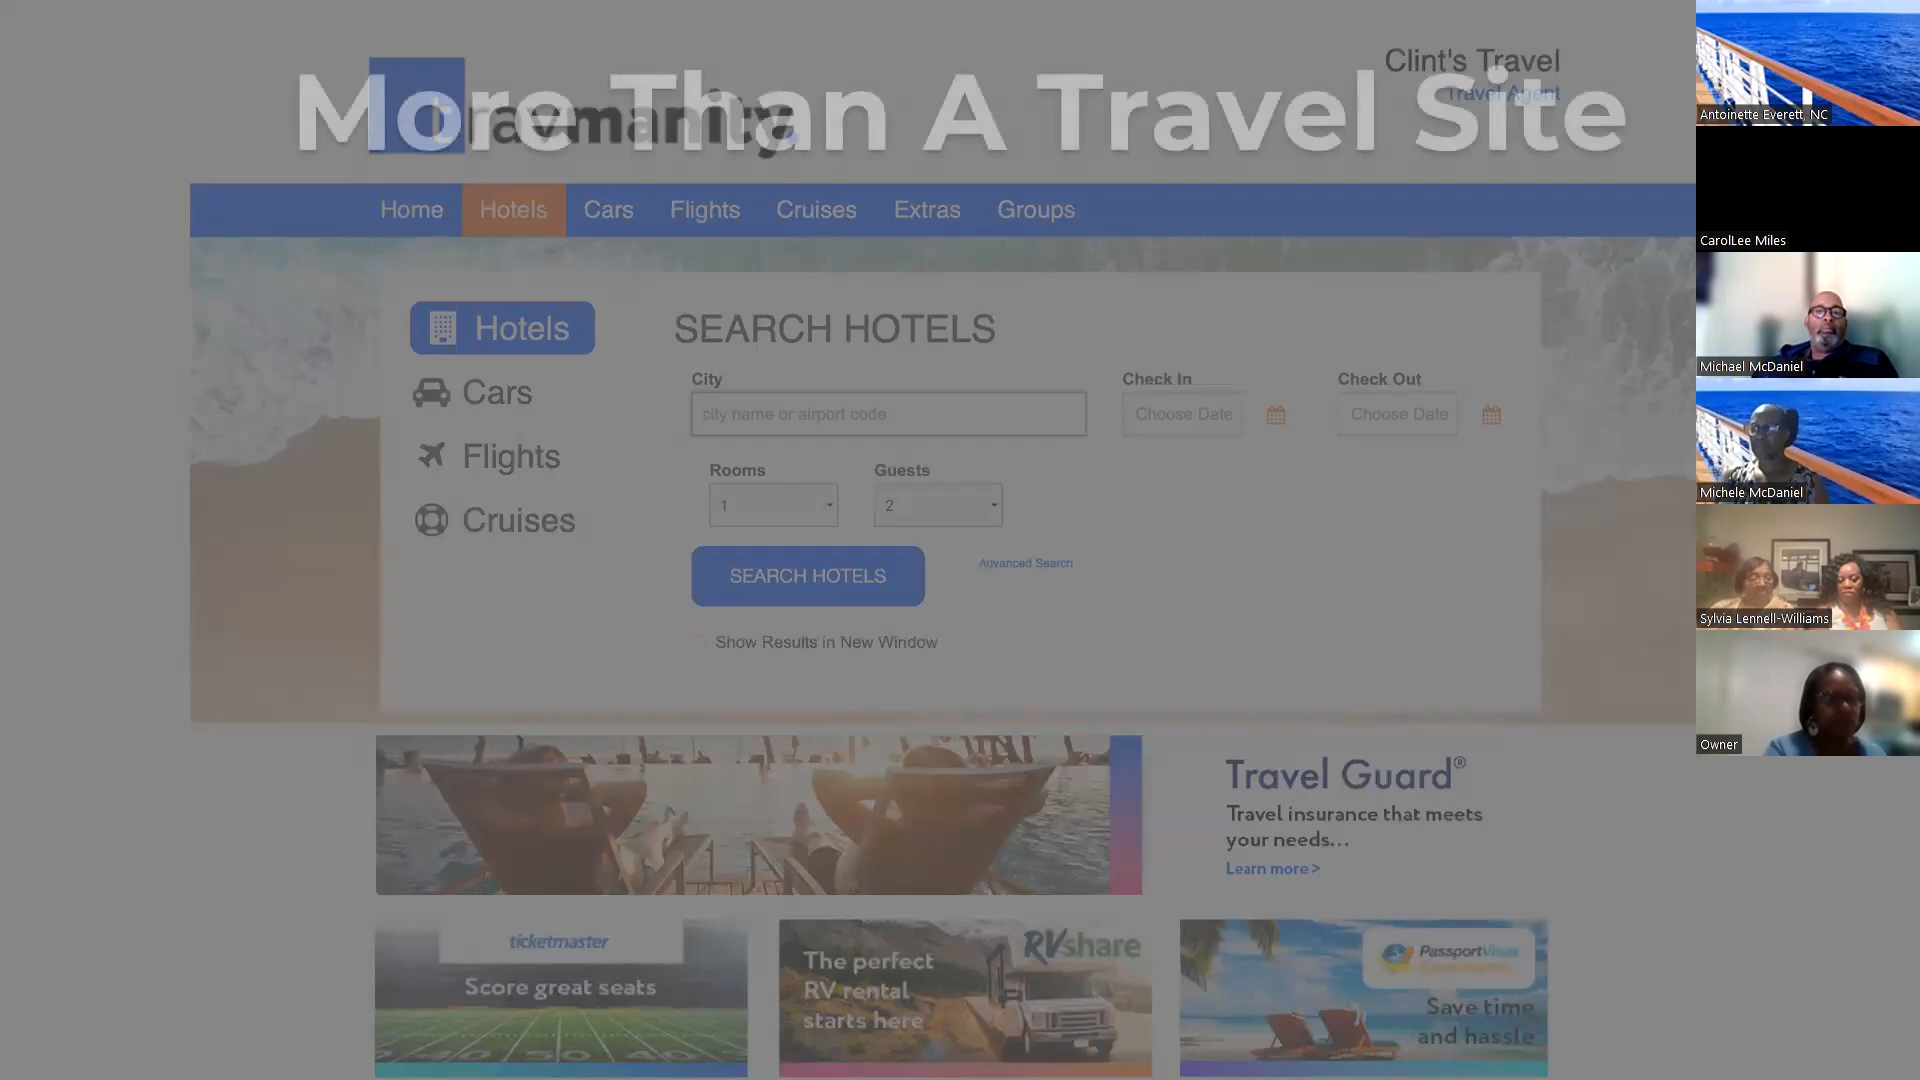 More Than A Travel Site
travmanity
Clint's Travel
Travel Agent
Home Hotels Cars Flights Cruises Extras Groups
Hotels
Cars
Flights
Cruises
SEARCH HOTELS
City
Check In
Check Out
city name or airport code
Choose Date
Choose Date
Rooms
Guests
1
2
SEARCH HOTELS
Advanced Search
Show Results in New Window
Travel Guard®
Travel insurance that meets
your needs...
Learn more >
ticketmaster
Score great seats
50
RVshare
The perfect
RV rental
starts here
PassportVisas
Save time
and hassle
Antoinette Everett, NC
CarolLee Miles
Michael McDaniel
Michele McDaniel
Sylvia Lennell-Williams
Owner